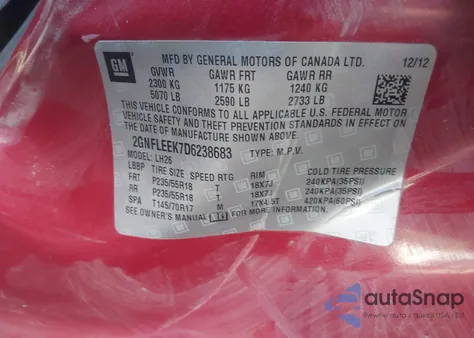 GM
MFD BY GENERAL MOTORS OF CANADA LTD. 12/12
GVWR GAWR FRT GAWR RR
2300 KG 1175 KG 1240 KG
5070 LB 2590 LB 2733 LB
THIS VEHICLE CONFORMS TO ALL APPLICABLE U.S. FEDERAL MOTOR
VEHICLE SAFETY AND THEFT PREVENTION STANDARDS IN EFFECT ON
THE DATE OF MANUFACTURE SHOWN ABOVE.
2GNFLEEK7D6238683 TYPE: M.P.V.
MODEL: LH26
LBBP TIRE SIZE SPEED RTG RIM COLD TIRE PRESSURE
FRT P235/55R18 T 18X7J 240KPA(35PSI)
RR P235/55R18 T 18X7J 240KPA(35PSI)
SPA T145/70R17 M 17X4.5T 420KPA(60PSI)
SEE OWNER'S MANUAL
autoSnap